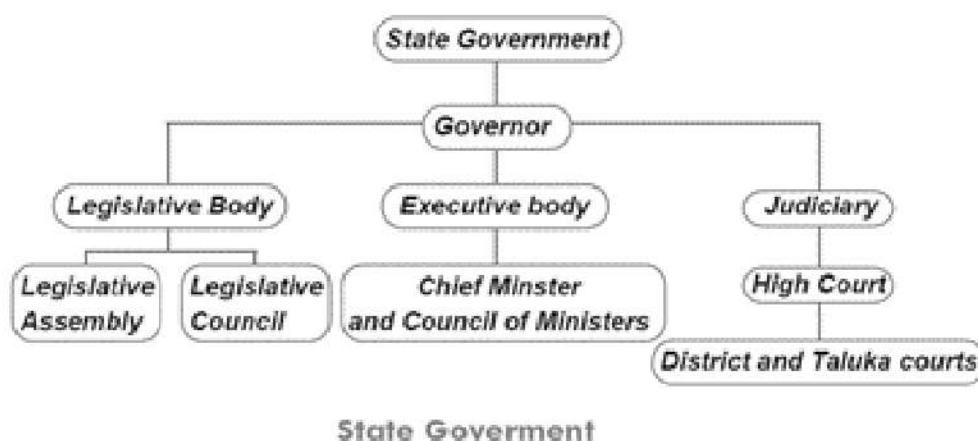 State Government
Governor
Legislative Body
Executive body
Judiciary
Legislative
Assembly
Legislative
Council
Chief Minster
and Council of Ministers
High Court
District and Taluka courts
State Goverment